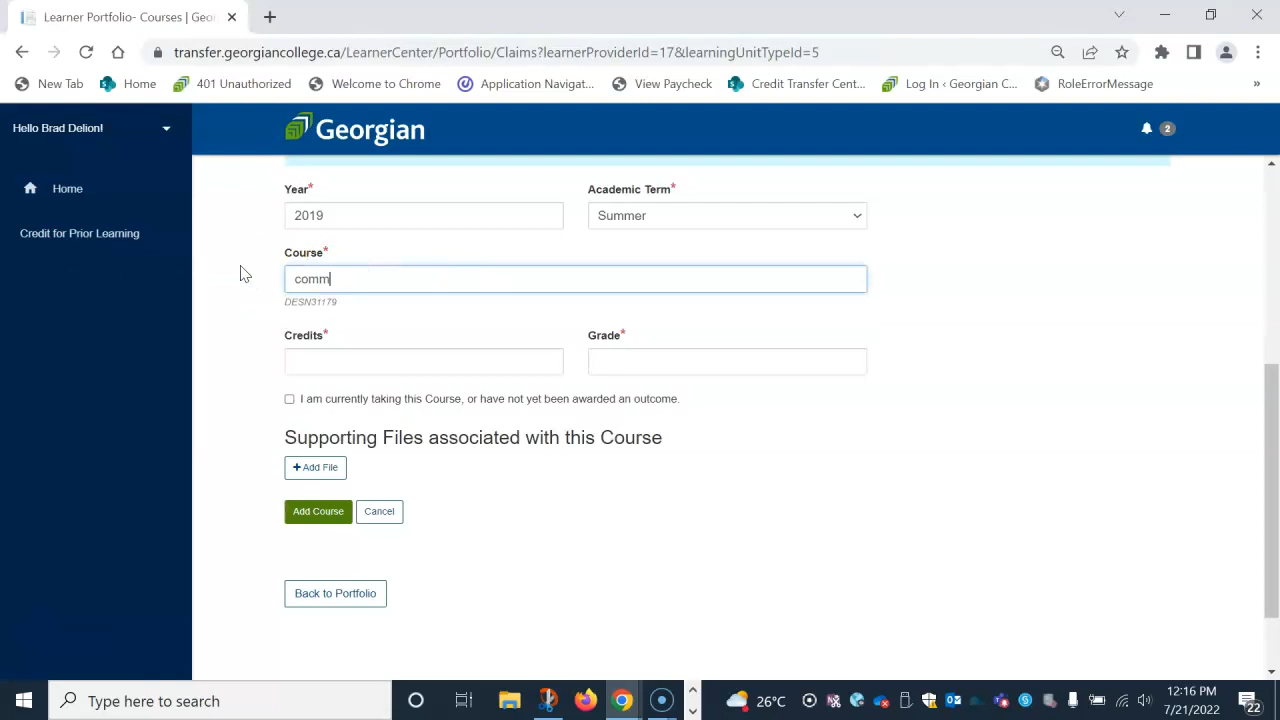 Learner Portfolio- Courses | Geor
transfer.georgiancollege.ca/LearnerCenter/Portfolio/Claims?learnerProviderId=17&learningUnitTypeId=5
New Tab Home 401 Unauthorized Welcome to Chrome Application Navigat... View Paycheck Credit Transfer Cent... Log In ‹ Georgian C... RoleErrorMessage »
Hello Brad Delion!
Georgian
2
Home
Credit for Prior Learning
Year* Academic Term*
2019 Summer
Course*
comm
DESN31179
Credits* Grade*
I am currently taking this Course, or have not yet been awarded an outcome.
Supporting Files associated with this Course
+ Add File
Add Course Cancel
Back to Portfolio
Type here to search
26°C
12:16 PM
7/21/2022
22